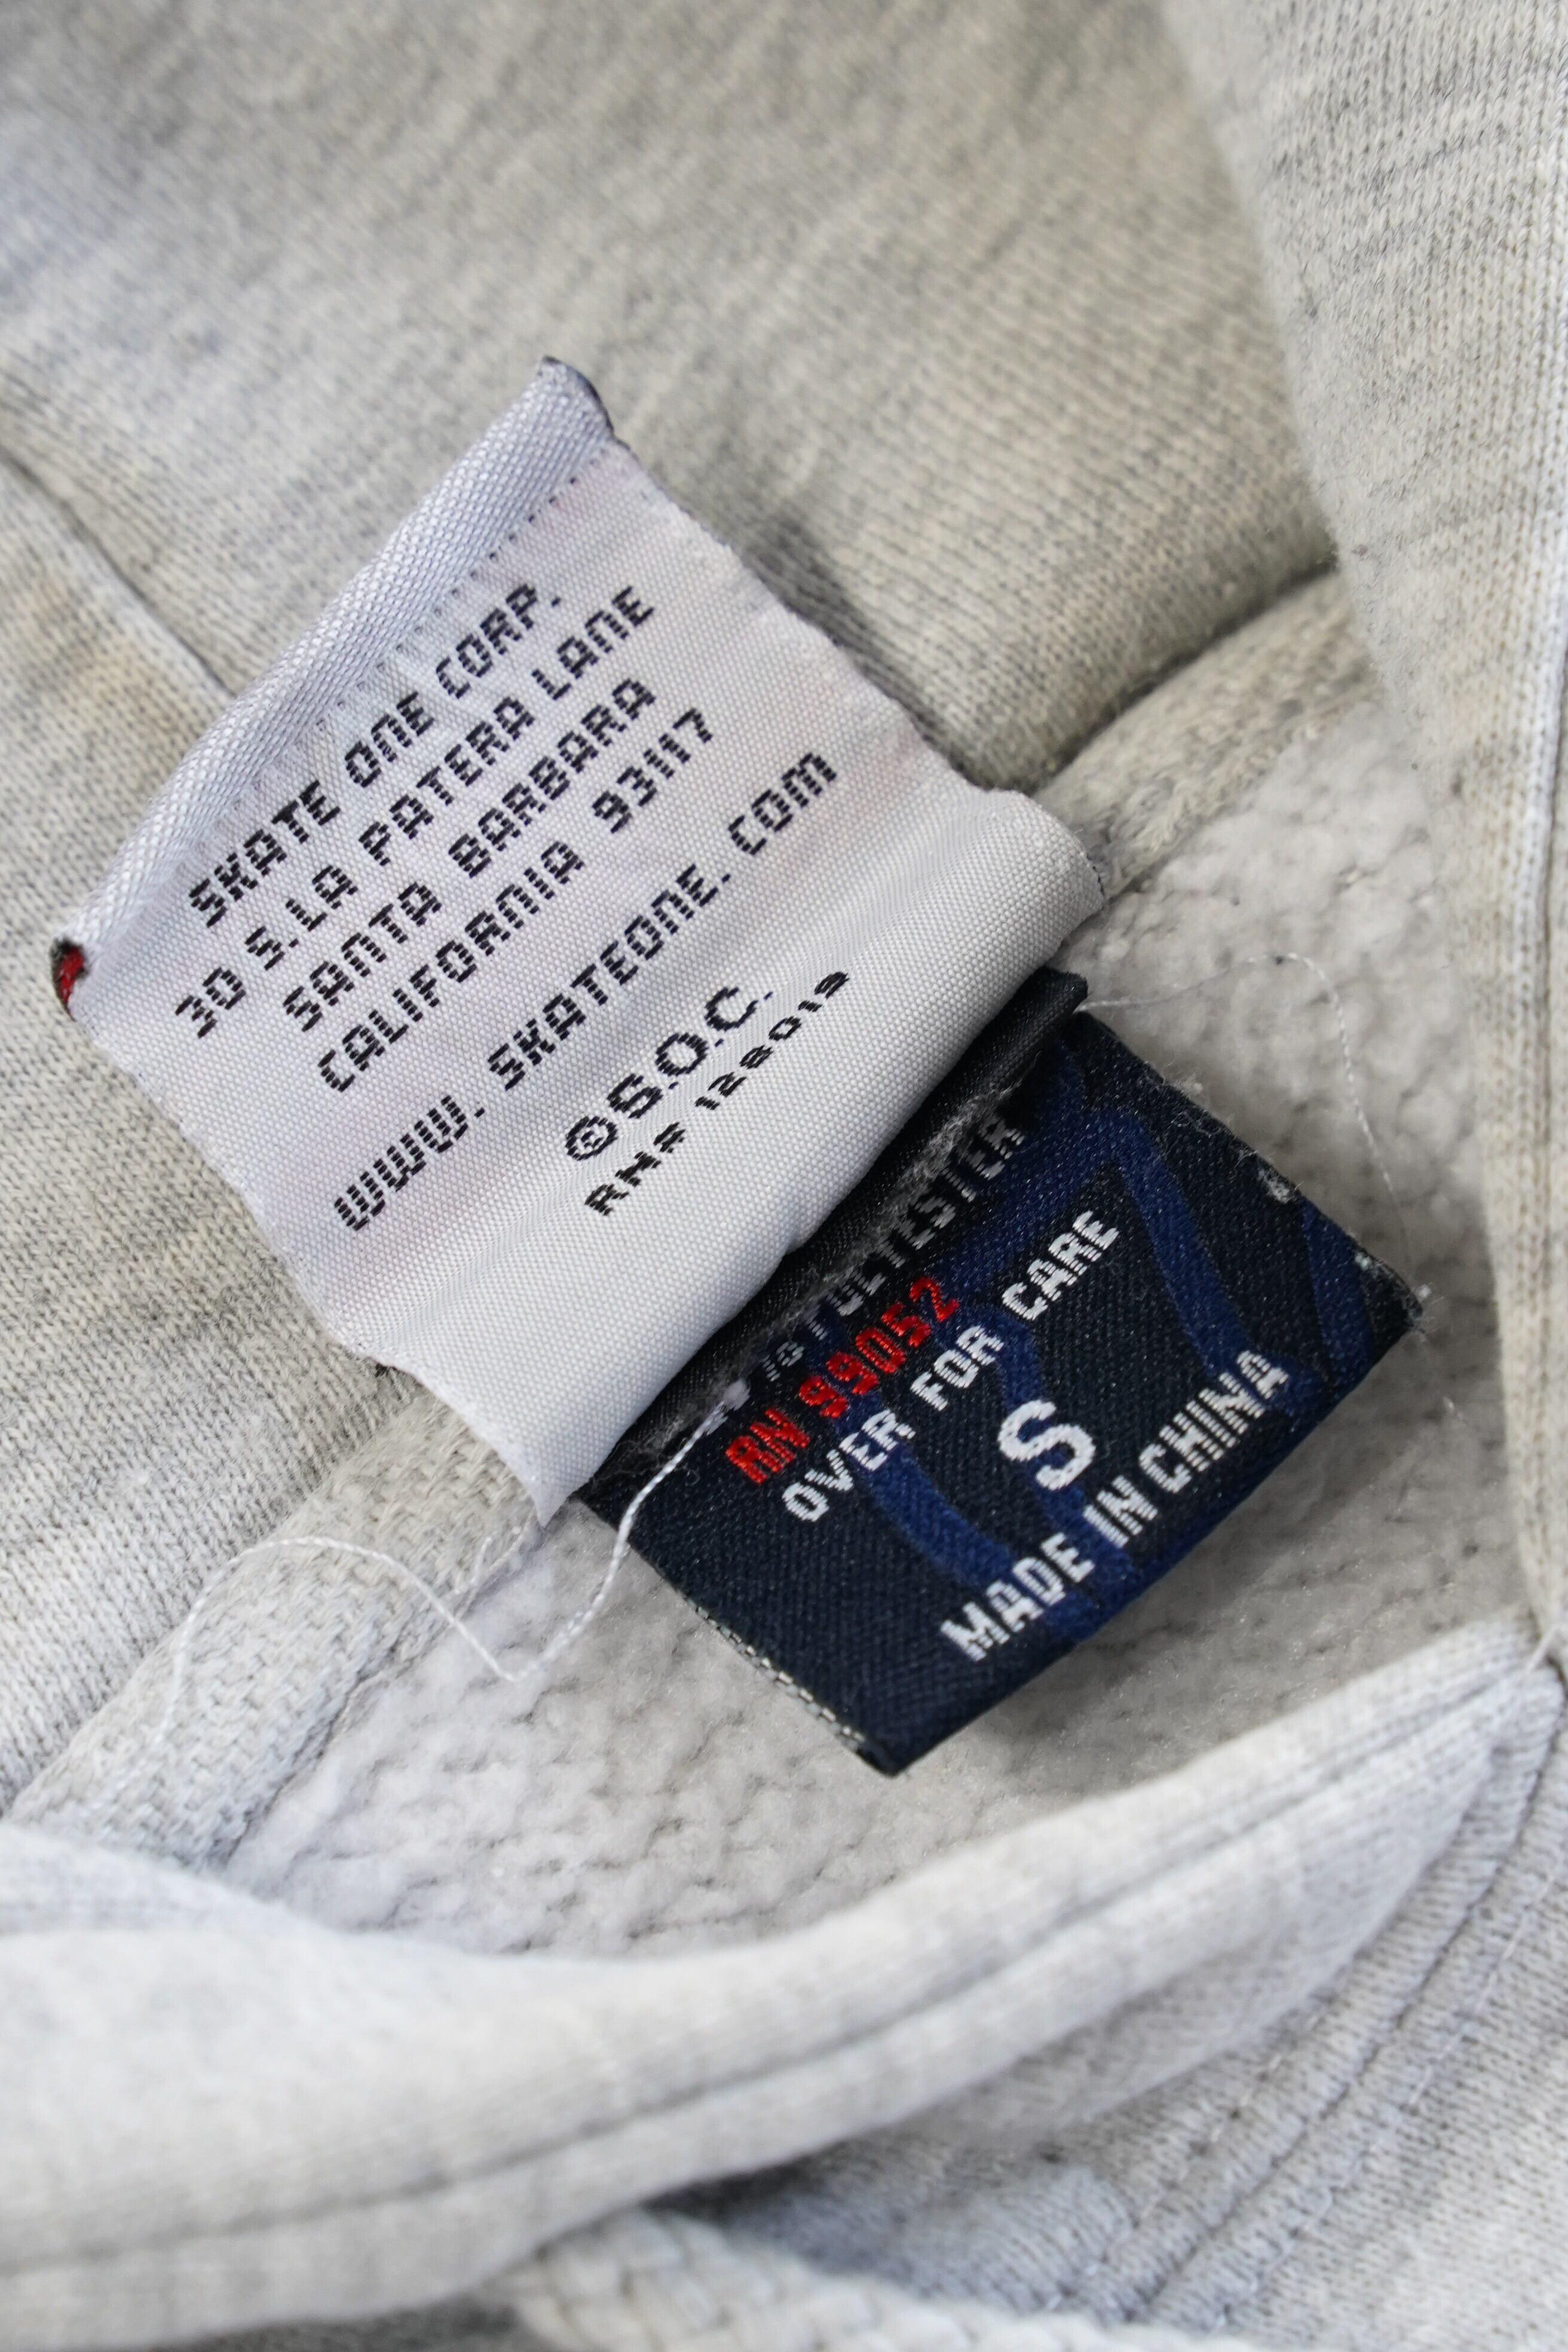 SKATE ONE CORP.
30 S. LA PATERA LANE
SANTA BARBARA
CALIFORNIA 93117
WWW. SKATEONE. COM
© S.O.C.
RN# 128019
POLYESTER
RN 99052
OVER FOR CARE
S
MADE IN CHINA